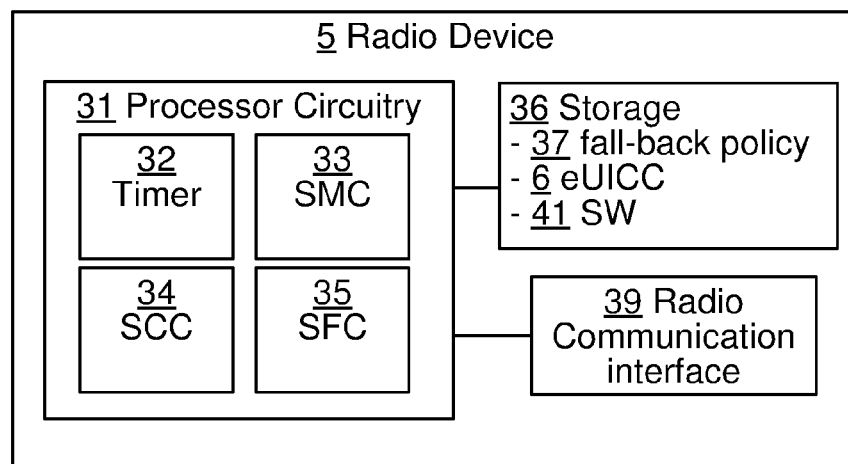 5 Radio Device
31 Processor Circuitry
32
Timer
33
SMC
34
SCC
35
SFC
36 Storage
- 37 fall-back policy
- 6 eUICC
- 41 SW
39 Radio
Communication
interface